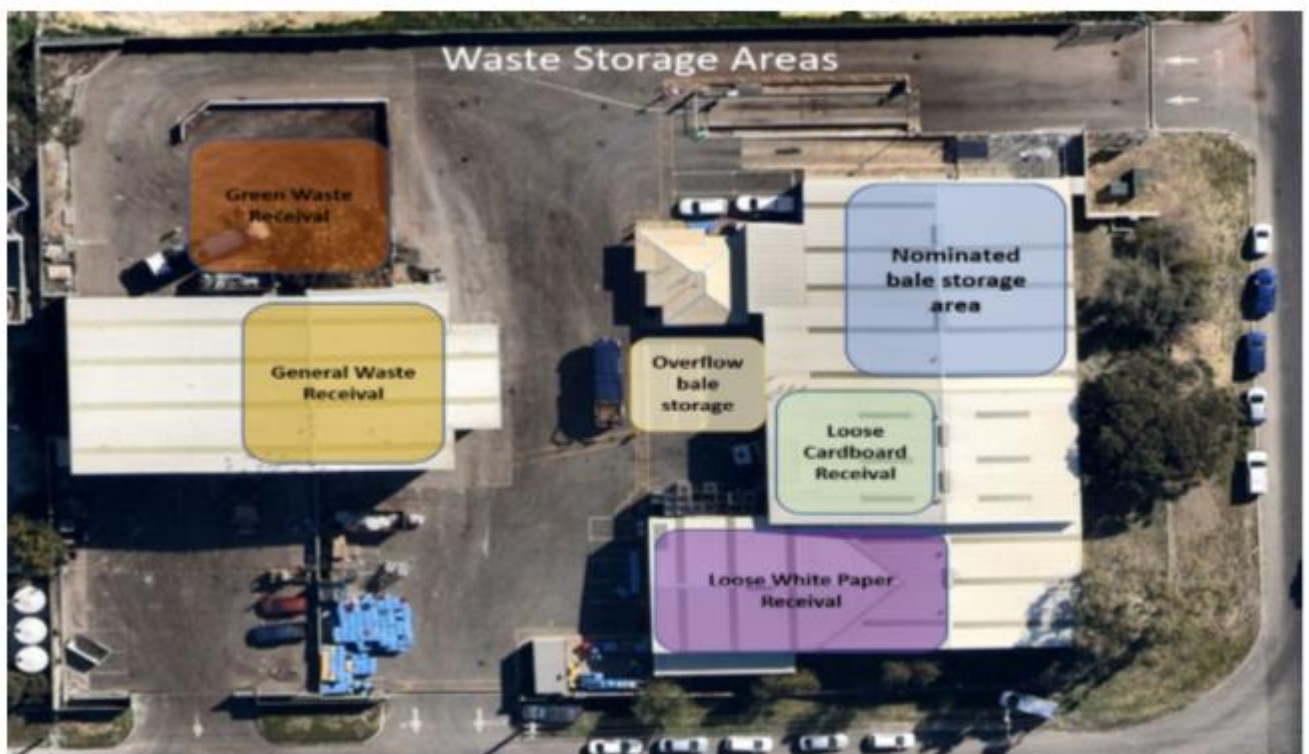 Waste Storage Areas
Green Waste
Receival
Nominated
bale storage
area
General Waste
Receival
Overflow
bale
storage
Loose
Cardboard
Receival
Loose White Paper
Receival